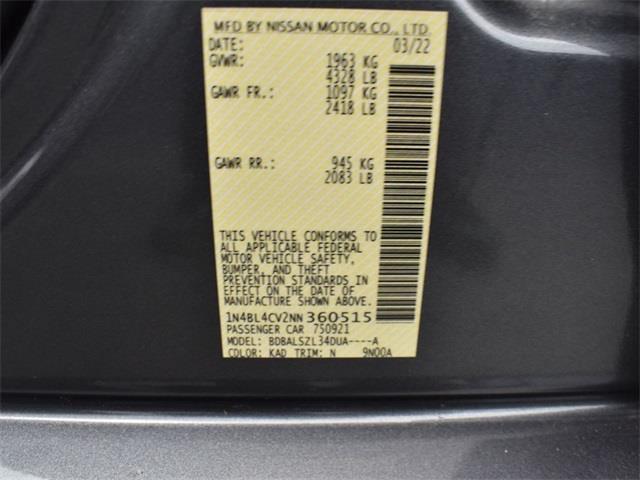 MFD BY NISSAN MOTOR CO., LTD.
DATE: 03/22
GVWR: 1963 KG
4328 LB
GAWR FR.: 1097 KG
2418 LB
GAWR RR.: 945 KG
2083 LB
THIS VEHICLE CONFORMS TO
ALL APPLICABLE FEDERAL
MOTOR VEHICLE SAFETY,
BUMPER, AND THEFT
PREVENTION STANDARDS IN
EFFECT ON THE DATE OF
MANUFACTURE SHOWN ABOVE.
1N4BL4CV2NN360515
PASSENGER CAR 750921
MODEL: BDBALSZL34DUA----A
COLOR: KAD TRIM: N 9N00A